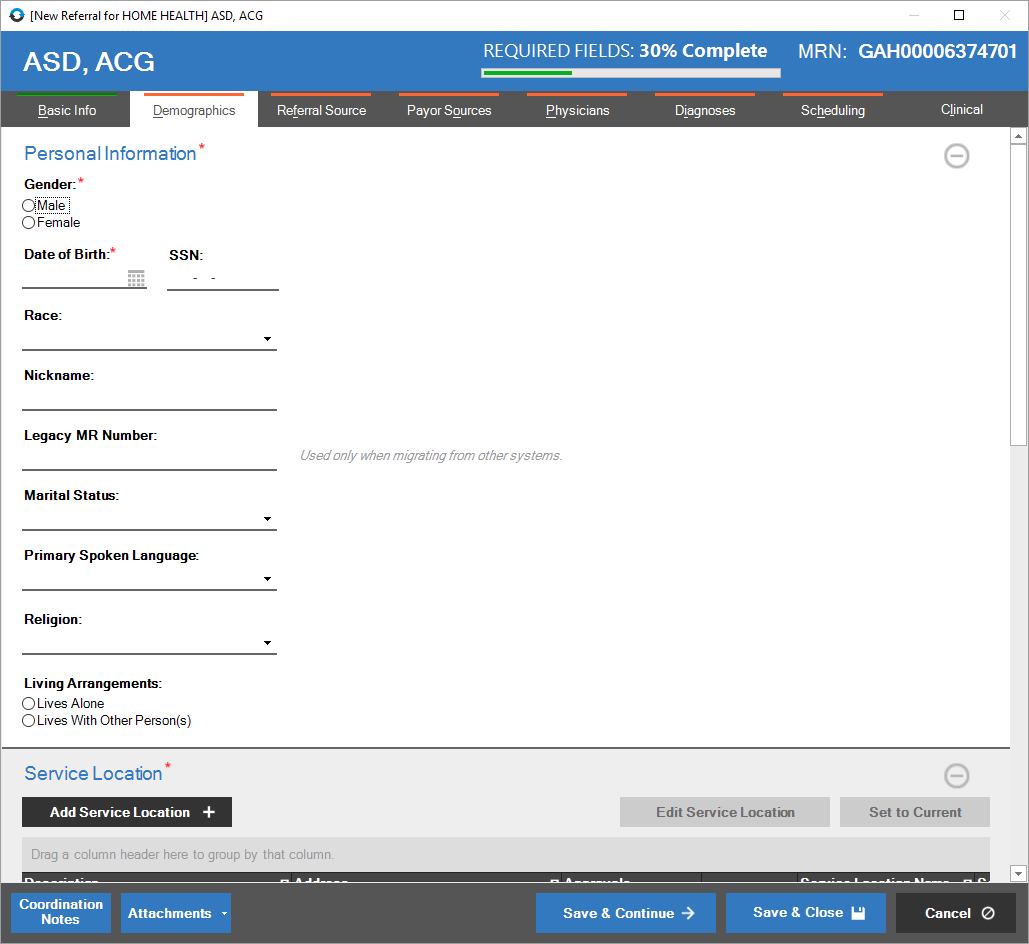 [New Referral for HOME HEALTH] ASD, ACG
ASD, ACG
REQUIRED FIELDS: 30% Complete
MRN: GAH00006374701
Basic Info
Demographics
Referral Source
Payor Sources
Physicians
Diagnoses
Scheduling
Clinical
Personal Information*
Gender:*
Male
Female
Date of Birth:*
SSN:
- -
Race:
Nickname:
Legacy MR Number:
Used only when migrating from other systems.
Marital Status:
Primary Spoken Language:
Religion:
Living Arrangements:
Lives Alone
Lives With Other Person(s)
Service Location*
Add Service Location +
Edit Service Location
Set to Current
Drag a column header here to group by that column.
Description
Address
Approvals
Service Location Name
Coordination
Notes
Attachments
Save & Continue
Save & Close
Cancel